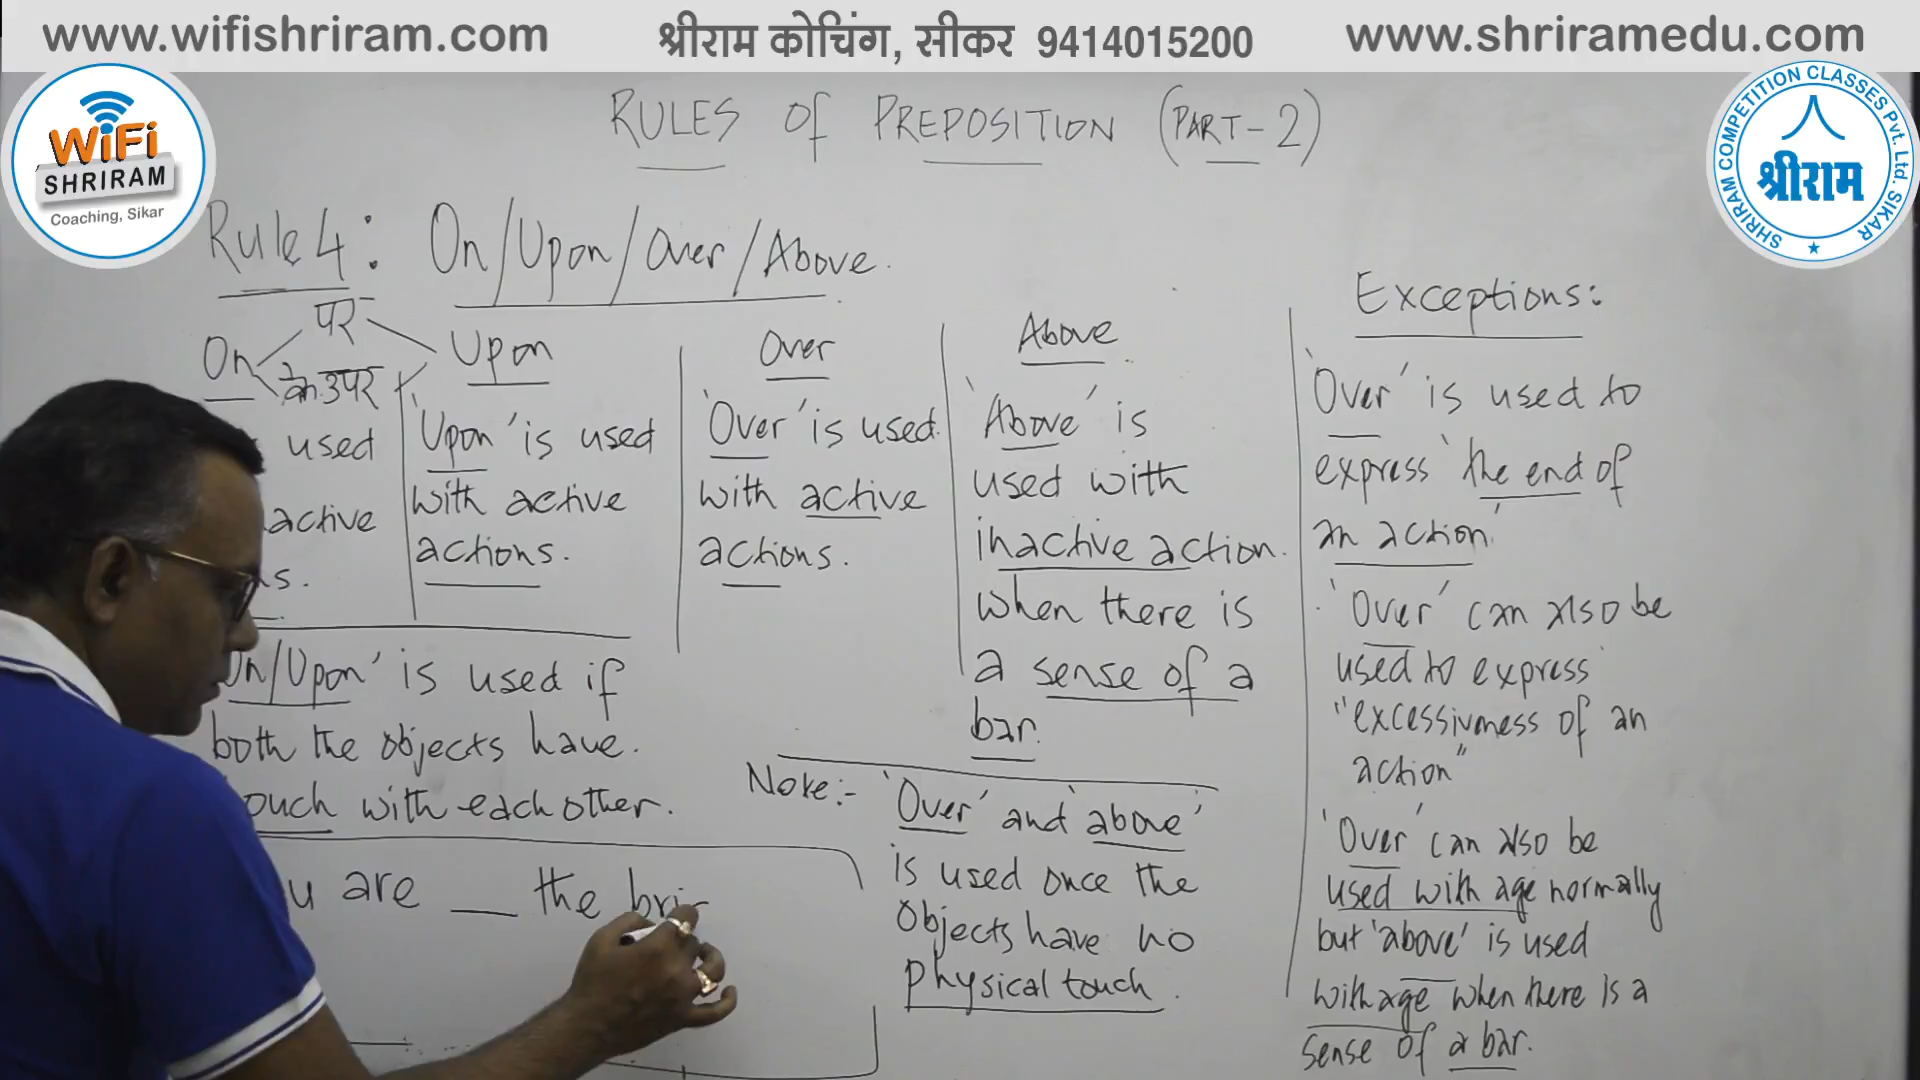 www.wifishriram.com
श्रीराम कोचिंग, सीकर 9414015200
www.shriramedu.com
WiFi
SHRIRAM
Coaching, Sikar
SHRIRAM COMPETITION CLASSES Pvt. Ltd. SIKAR
श्रीराम
RULES of PREPOSITION (PART-2)
Rule 4: On/Upon/Over/Above.
पर
On
के उपर
used
active
s.
Upon
'Upon' is used
with active
actions.
Over
'Over' is used
with active
actions.
Above
'Above' is
used with
inactive action.
when there is
a sense of a
bar.
On/Upon' is used if
both the objects have.
touch with each other.
u are __ the bri
Note:- 'Over' and 'above'
is used once the
objects have no
physical touch.
Exceptions:
'Over' is used to
express 'the end of
an action'
'Over' can also be
used to express
"excessivness of an
action"
'Over' can also be
used with age normally
but 'above' is used
with age when there is a
sense of a bar.